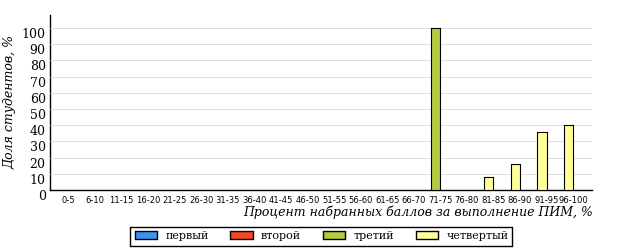 Доля студентов, %
100
90
80
70
60
50
40
30
20
10
0
0-5 6-10 11-15 16-20 21-25 26-30 31-35 36-40 41-45 46-50 51-55 56-60 61-65 66-70 71-75 76-80 81-85 86-90 91-95 96-100
Процент набранных баллов за выполнение ПИМ, %
первый второй третий четвертый